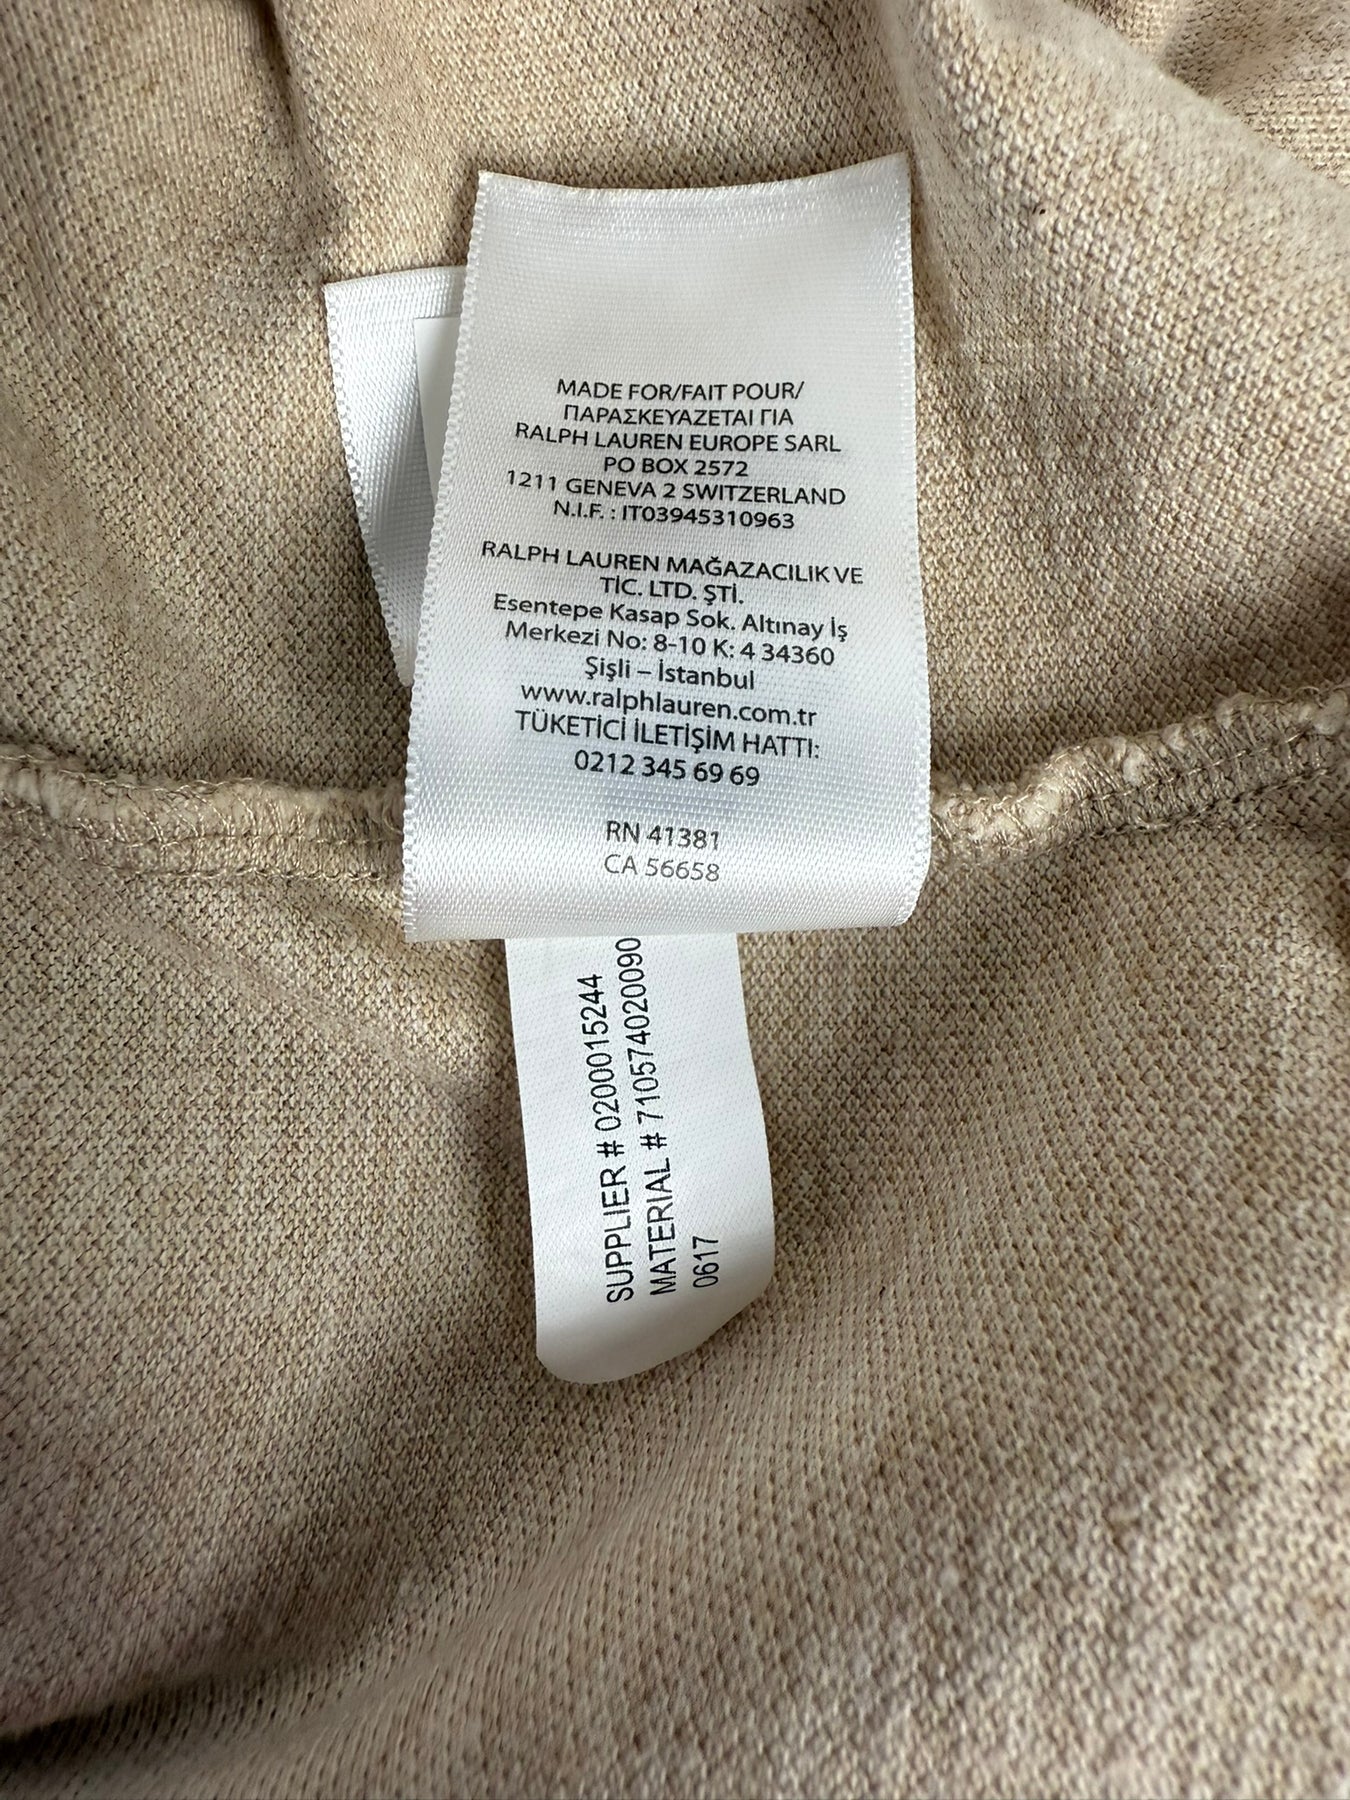 MADE FOR/FAIT POUR/
ΠΑΡΑΣΚΕΥΑΖΕΤΑΙ ΓΙΑ
RALPH LAUREN EUROPE SARL
PO BOX 2572
1211 GENEVA 2 SWITZERLAND
N.I.F. : IT03945310963
RALPH LAUREN MAĞAZACILIK VE
TİC. LTD. ŞTİ.
Esentepe Kasap Sok. Altınay İş
Merkezi No: 8-10 K: 4 34360
Şişli – İstanbul
www.ralphlauren.com.tr
TÜKETİCİ İLETİŞİM HATTI:
0212 345 69 69
RN 41381
CA 56658
SUPPLIER # 0200015244
MATERIAL # 710574020090
0617